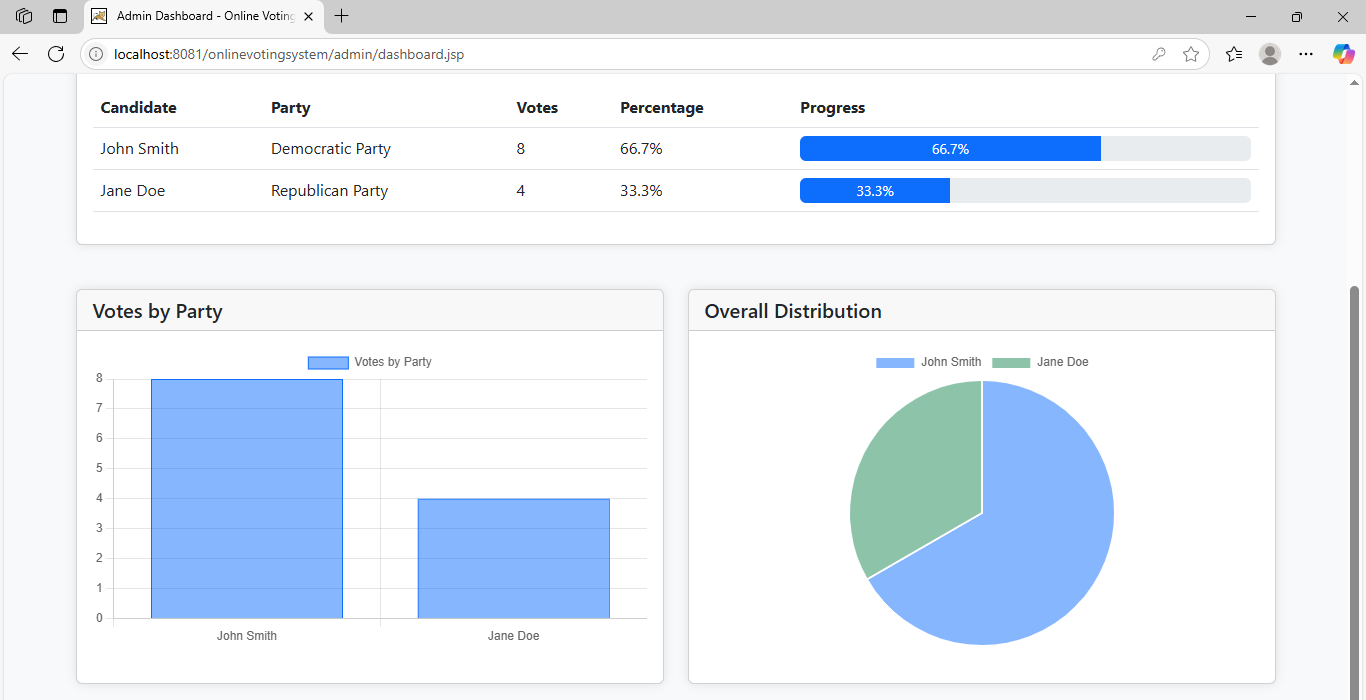 Admin Dashboard - Online Voting
localhost:8081/onlinevotingsystem/admin/dashboard.jsp
Candidate Party Votes Percentage Progress
John Smith Democratic Party 8 66.7% 66.7%
Jane Doe Republican Party 4 33.3% 33.3%
Votes by Party
Votes by Party
8
7
6
5
4
3
2
1
0
John Smith Jane Doe
Overall Distribution
John Smith Jane Doe